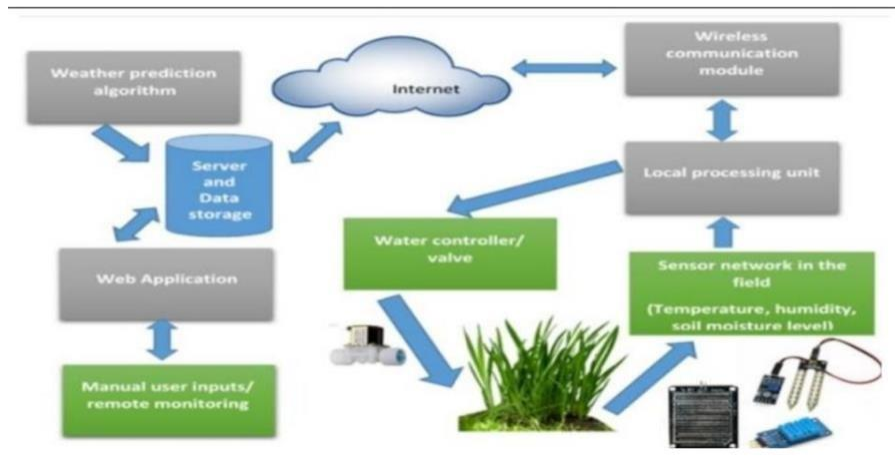 Weather prediction
algorithm
Internet
Wireless
communication
module
Server
and
Data
storage
Local processing unit
Water controller/
valve
Web Application
Sensor network in the
field
(Temperature, humidity,
soil moisture level)
Manual user inputs/
remote monitoring